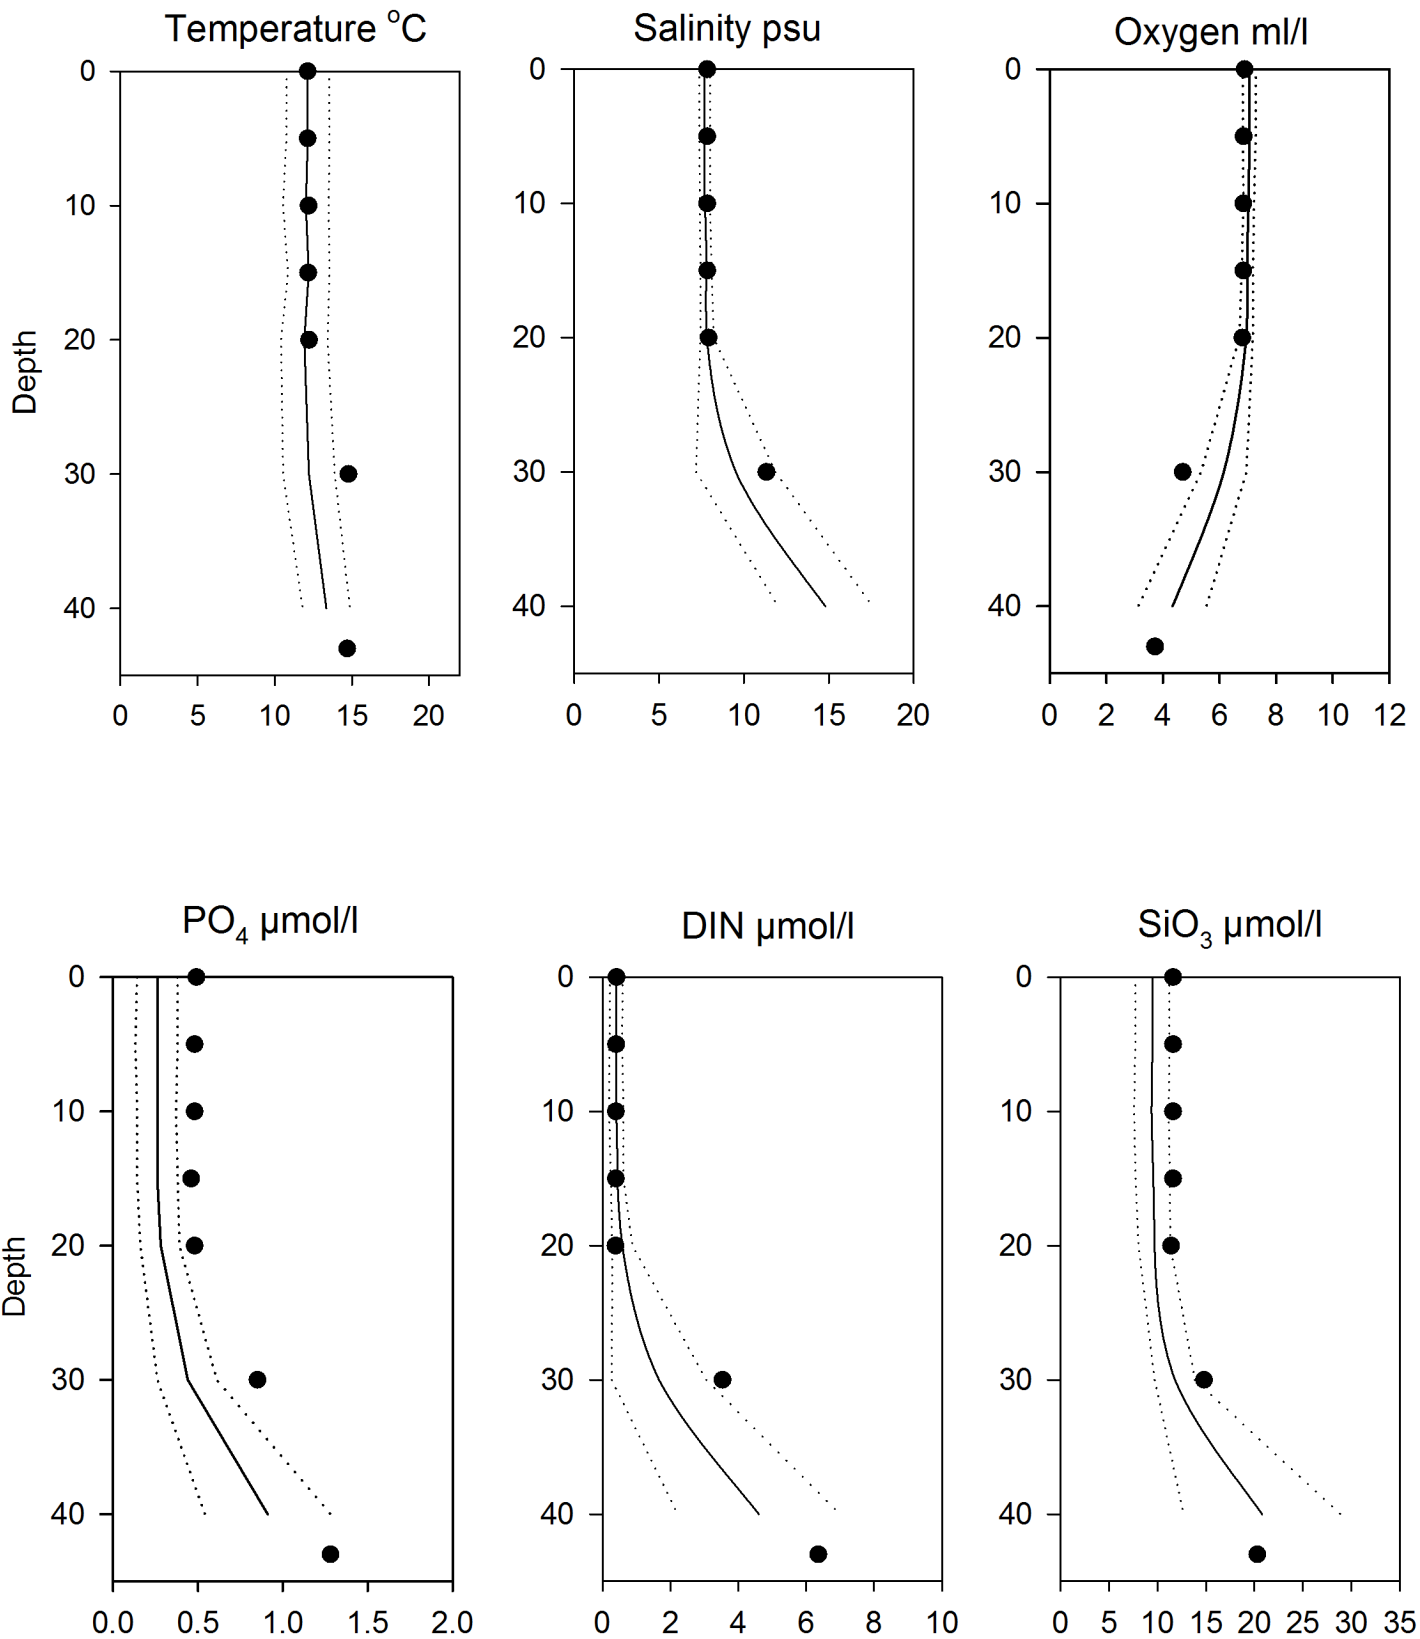 Temperature °C
Salinity psu
Oxygen ml/l
0
10
20
30
40
Depth
0 5 10 15 20
0
10
20
30
40
0 5 10 15 20
0
10
20
30
40
0 2 4 6 8 10 12
PO₄ µmol/l
DIN µmol/l
SiO₃ µmol/l
0
10
20
30
40
Depth
0.0 0.5 1.0 1.5 2.0
0
10
20
30
40
0 2 4 6 8 10
0
10
20
30
40
0 5 10 15 20 25 30 35